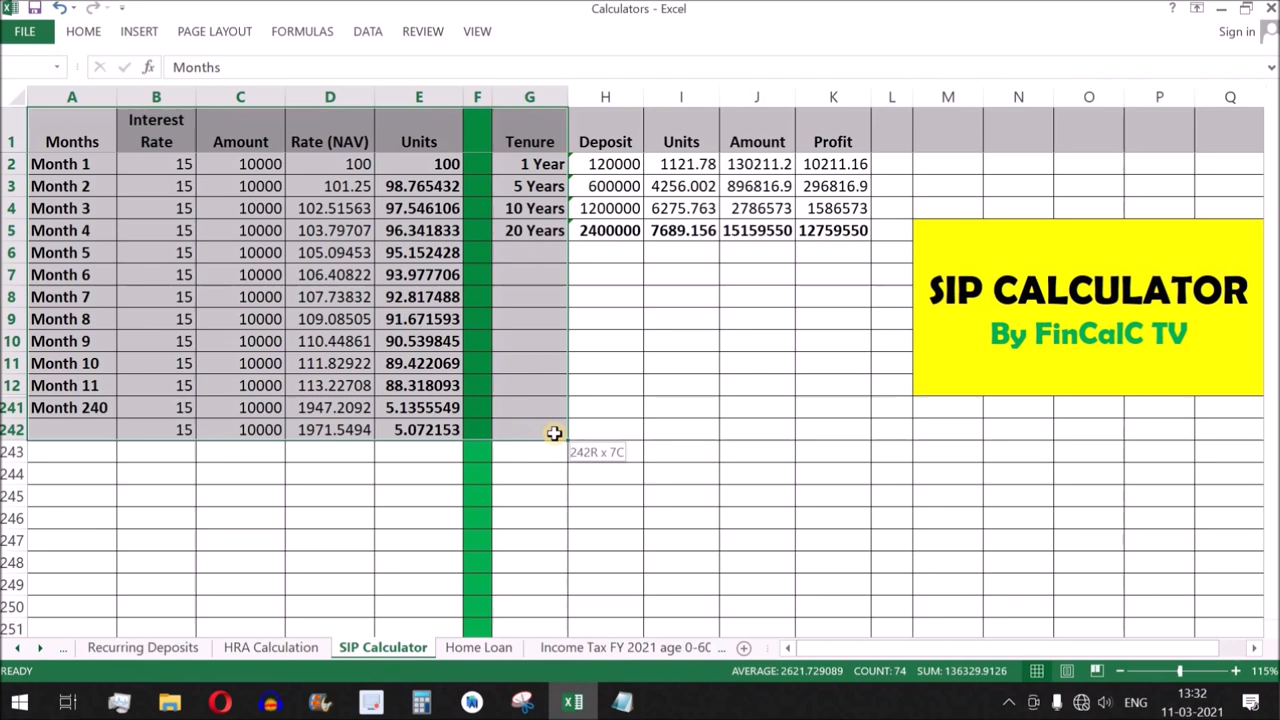 Calculators - Excel
?
FILE HOME INSERT PAGE LAYOUT FORMULAS DATA REVIEW VIEW Sign in
fx Months
A B C D E F G H I J K L M N O P Q
1 Months Interest Rate Amount Rate (NAV) Units Tenure Deposit Units Amount Profit
2 Month 1 15 10000 100 100 1 Year 120000 1121.78 130211.2 10211.16
3 Month 2 15 10000 101.25 98.765432 5 Years 600000 4256.002 896816.9 296816.9
4 Month 3 15 10000 102.51563 97.546106 10 Years 1200000 6275.763 2786573 1586573
5 Month 4 15 10000 103.79707 96.341833 20 Years 2400000 7689.156 15159550 12759550
6 Month 5 15 10000 105.09453 95.152428
7 Month 6 15 10000 106.40822 93.977706
8 Month 7 15 10000 107.73832 92.817488
9 Month 8 15 10000 109.08505 91.671593
10 Month 9 15 10000 110.44861 90.539845
11 Month 10 15 10000 111.82922 89.422069
12 Month 11 15 10000 113.22708 88.318093
241 Month 240 15 10000 1947.2092 5.1355549
242 15 10000 1971.5494 5.072153
SIP CALCULATOR
By FinCalC TV
243 242R x 7C
244
245
246
247
248
249
250
251
... Recurring Deposits HRA Calculation SIP Calculator Home Loan Income Tax FY 2021 age 0-60 ...
READY AVERAGE: 2621.729089 COUNT: 74 SUM: 136329.9126 115%
ENG 13:32
11-03-2021